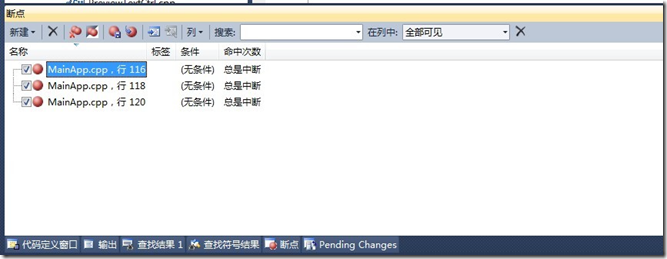 PreviewTextCtrl.cpp
断点
新建 列 搜索: 在列中: 全部可见
名称 标签 条件 命中次数
MainApp.cpp，行 116 (无条件) 总是中断
MainApp.cpp，行 118 (无条件) 总是中断
MainApp.cpp，行 120 (无条件) 总是中断
代码定义窗口 输出 查找结果 1 查找符号结果 断点 Pending Changes